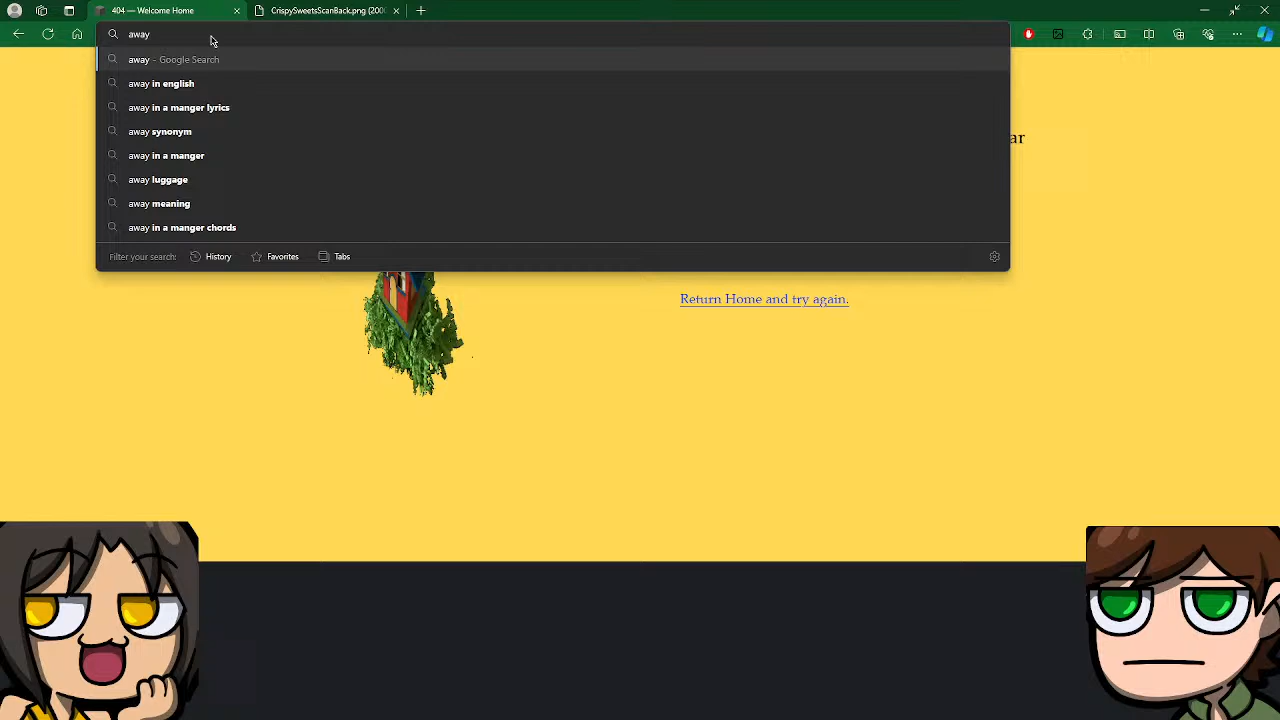 404 — Welcome Home
CrispySweetsScanBack.png (200
away
away – Google Search
away in english
away in a manger lyrics
away synonym
away in a manger
away luggage
away meaning
away in a manger chords
Filter your search: History Favorites Tabs
ar
Return Home and try again.